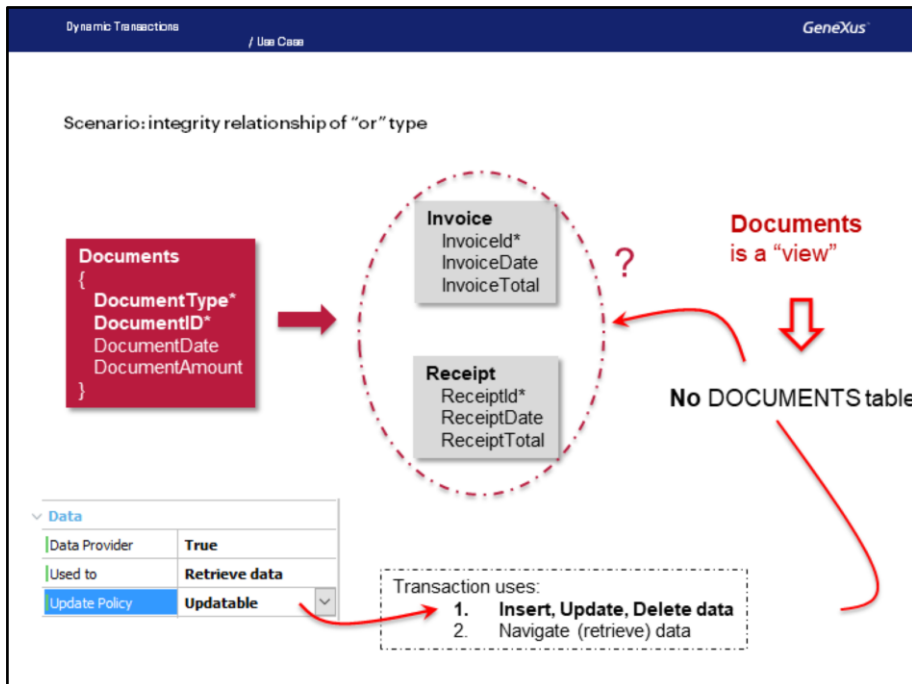 Dynamic Transactions
/ Use Case
GeneXus™
Scenario: integrity relationship of “or” type
Documents
{
DocumentType*
DocumentID*
DocumentDate
DocumentAmount
}
Invoice
InvoiceId*
InvoiceDate
InvoiceTotal
?
Receipt
ReceiptId*
ReceiptDate
ReceiptTotal
Documents
is a “view”
No DOCUMENTS table
Data
Data Provider True
Used to Retrieve data
Update Policy Updatable
Transaction uses:
1. Insert, Update, Delete data
2. Navigate (retrieve) data